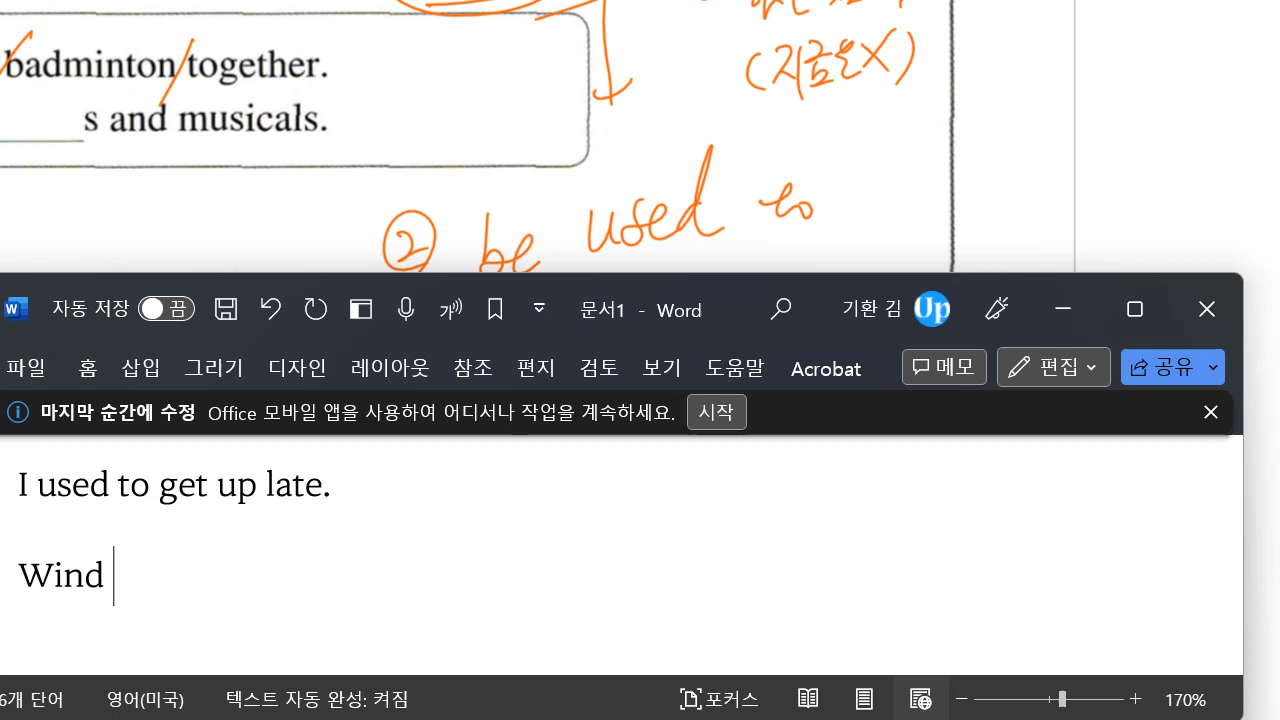 badminton together.
s and musicals.
(지금은X)
② be used to
자동 저장 끔 가 문서1 - Word 기환 김 Up
파일 홈 삽입 그리기 디자인 레이아웃 참조 편지 검토 보기 도움말 Acrobat 메모 편집 공유
마지막 순간에 수정 Office 모바일 앱을 사용하여 어디서나 작업을 계속하세요. 시작
I used to get up late.
Wind
6개 단어 영어(미국) 텍스트 자동 완성: 켜짐 포커스 170%